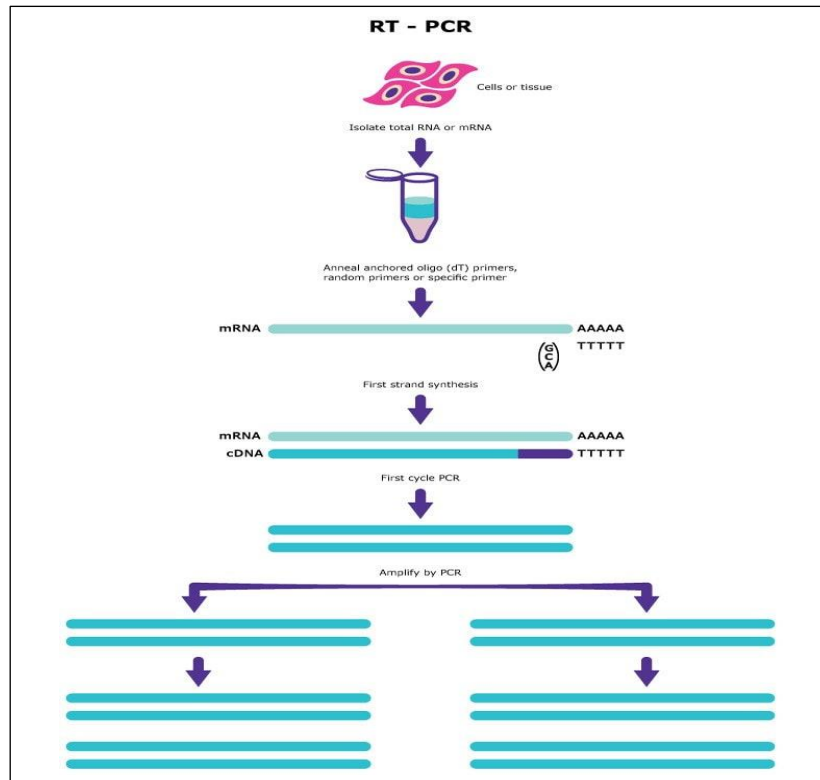 RT - PCR
Cells or tissue
Isolate total RNA or mRNA
Anneal anchored oligo (dT) primers,
random primers or specific primer
mRNA AAAAA
TTTTT
(G
C
A)
First strand synthesis
mRNA AAAAA
cDNA TTTTT
First cycle PCR
Amplify by PCR